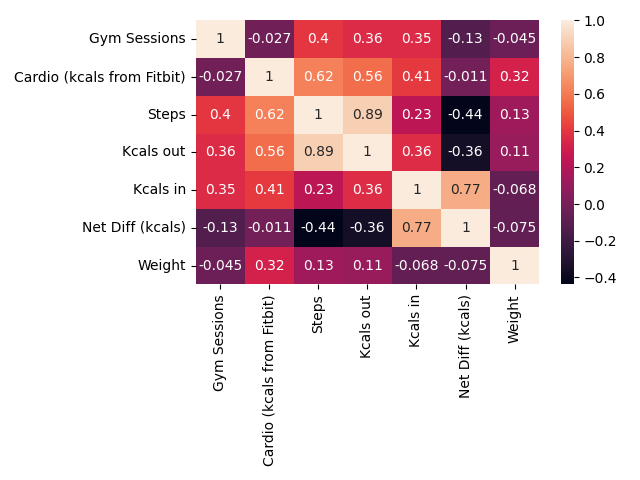 Gym Sessions 1 -0.027 0.4 0.36 0.35 -0.13 -0.045
Cardio (kcals from Fitbit) -0.027 1 0.62 0.56 0.41 -0.011 0.32
Steps 0.4 0.62 1 0.89 0.23 -0.44 0.13
Kcals out 0.36 0.56 0.89 1 0.36 -0.36 0.11
Kcals in 0.35 0.41 0.23 0.36 1 0.77 -0.068
Net Diff (kcals) -0.13 -0.011 -0.44 -0.36 0.77 1 -0.075
Weight -0.045 0.32 0.13 0.11 -0.068 -0.075 1
Gym Sessions
Cardio (kcals from Fitbit)
Steps
Kcals out
Kcals in
Net Diff (kcals)
Weight
1.0
0.8
0.6
0.4
0.2
0.0
−0.2
−0.4